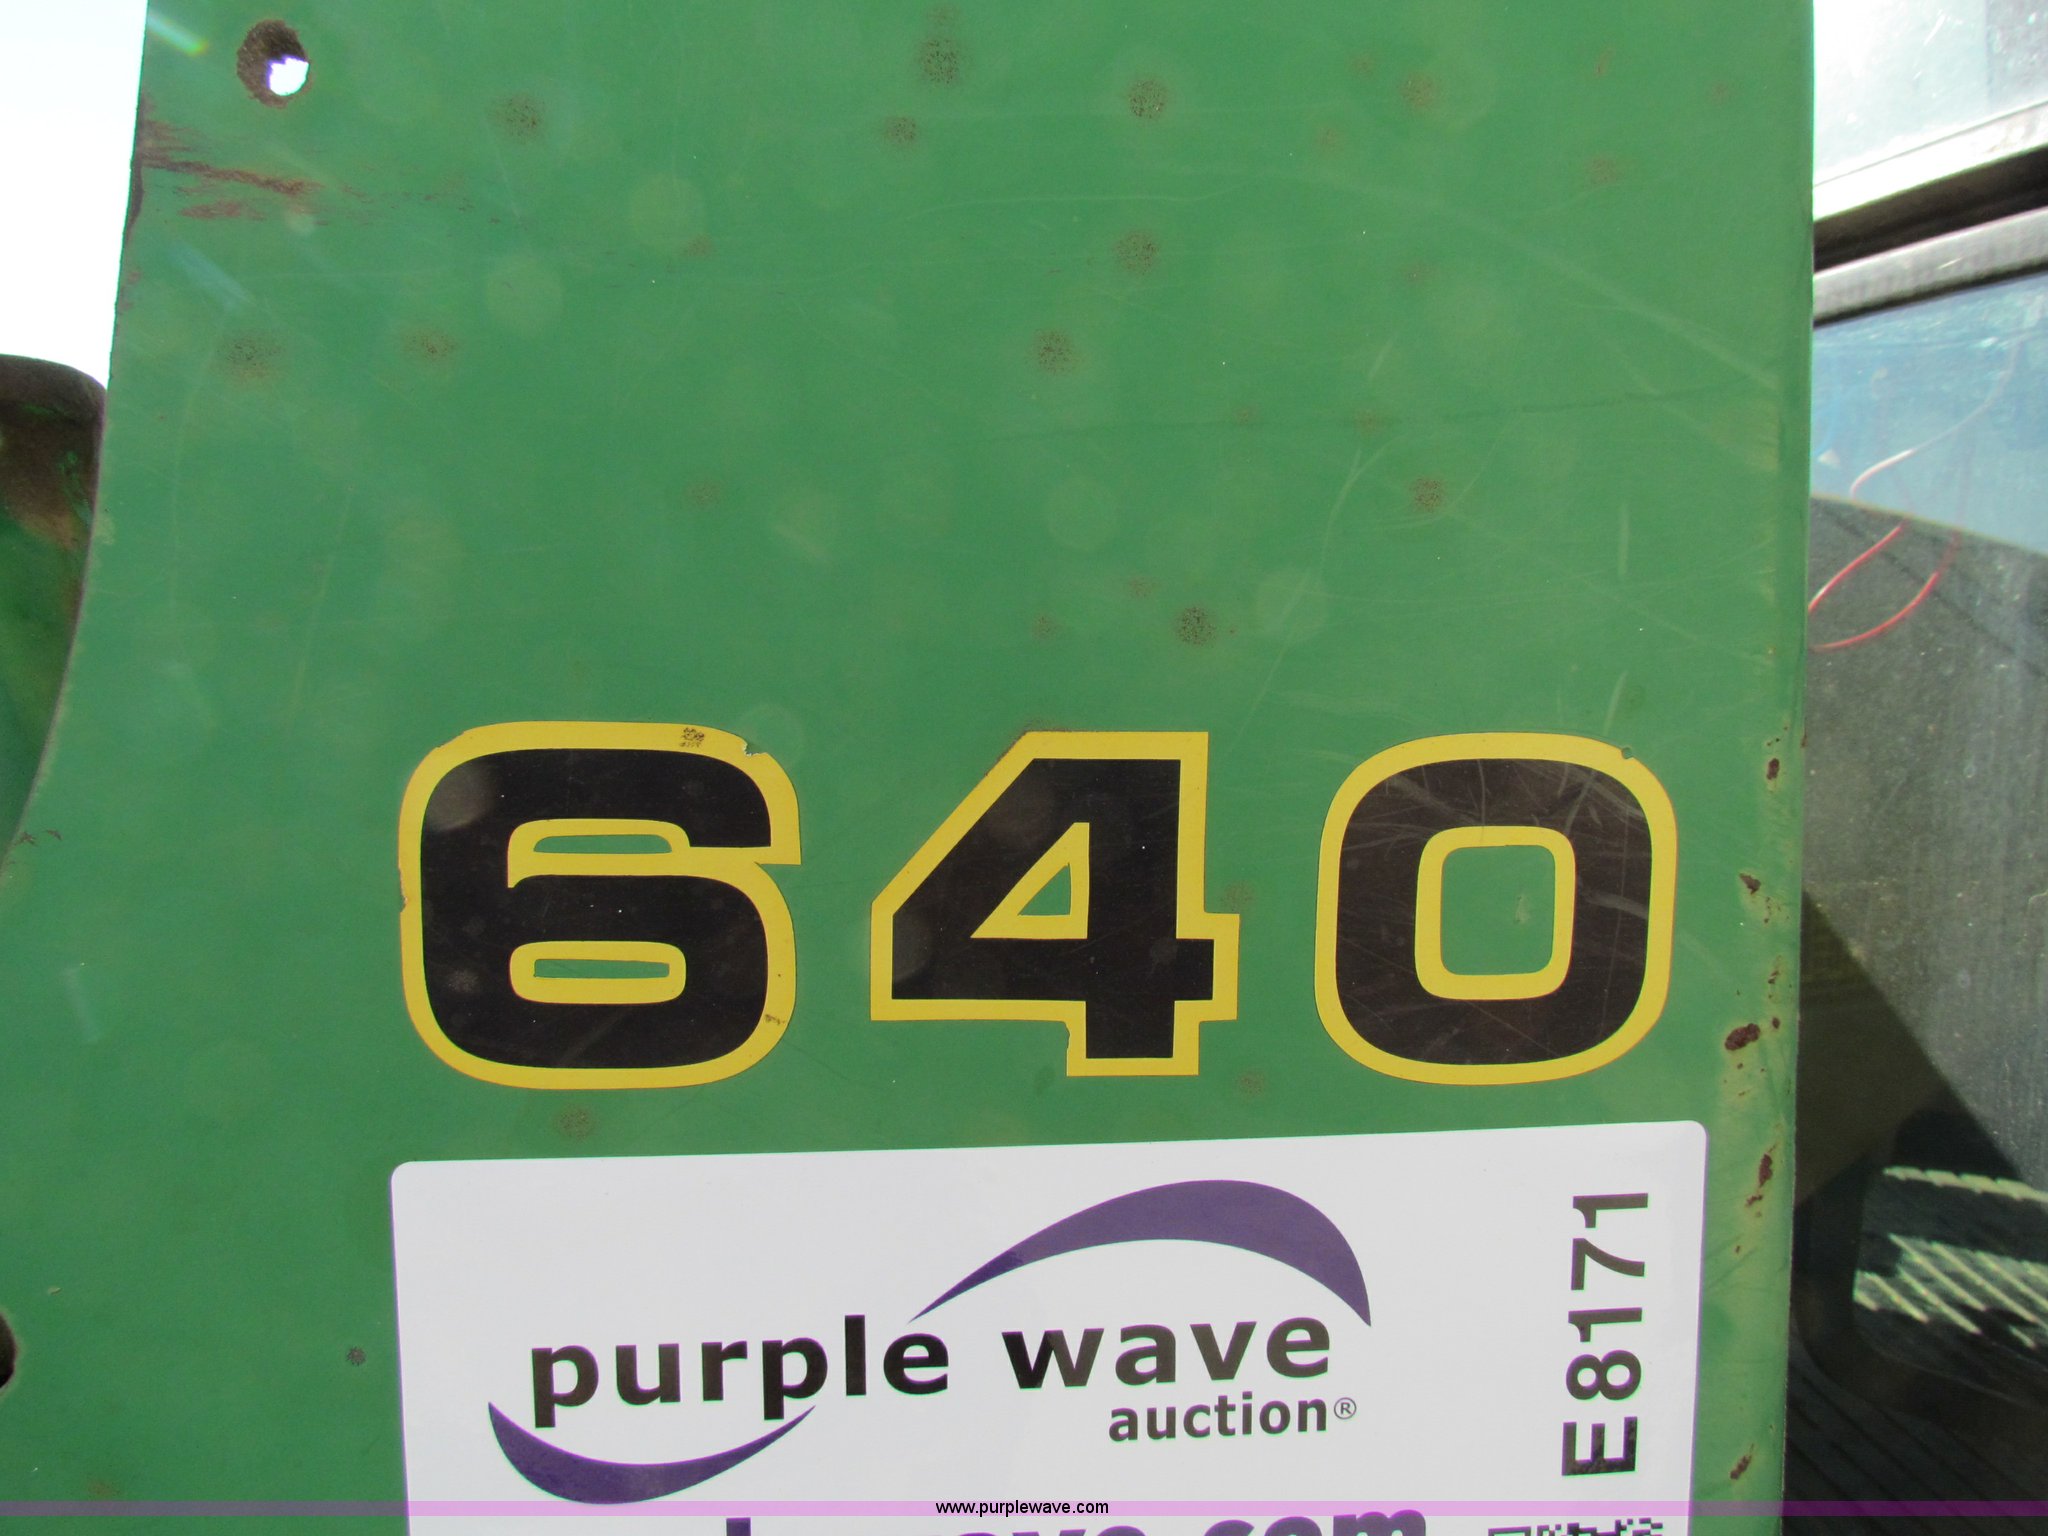 640
purple wave
auction®
E8171
www.purplewave.com